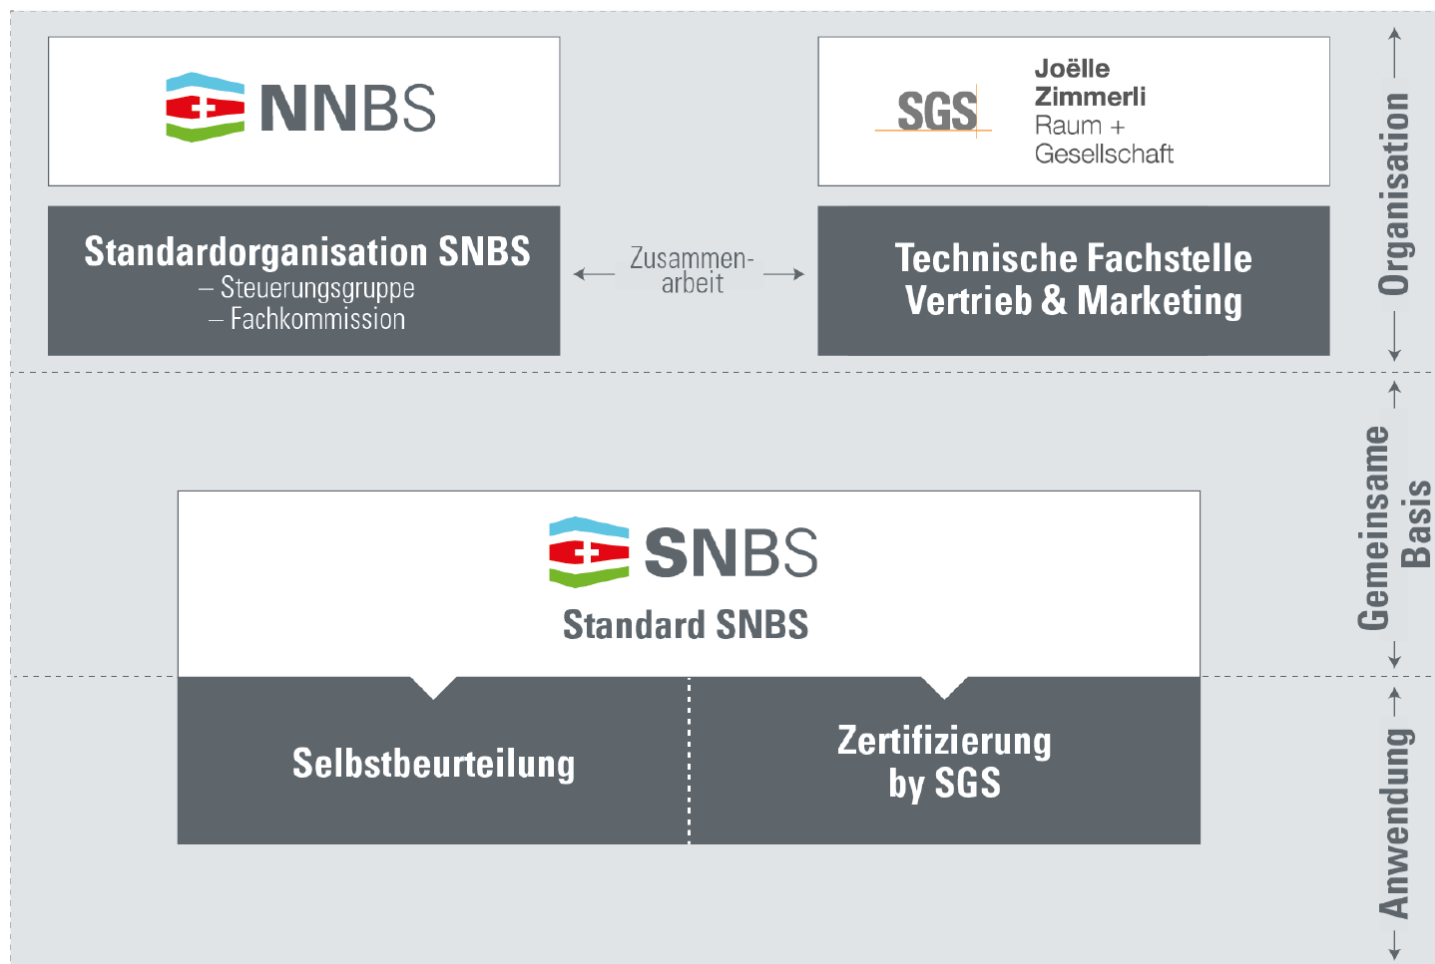 NNBS
SGS
Joëlle
Zimmerli
Raum +
Gesellschaft
Standardorganisation SNBS
– Steuerungsgruppe
– Fachkommission
Zusammen-
arbeit
Technische Fachstelle
Vertrieb & Marketing
Organisation
SNBS
Standard SNBS
Gemeinsame
Basis
Selbstbeurteilung
Zertifizierung
by SGS
Anwendung